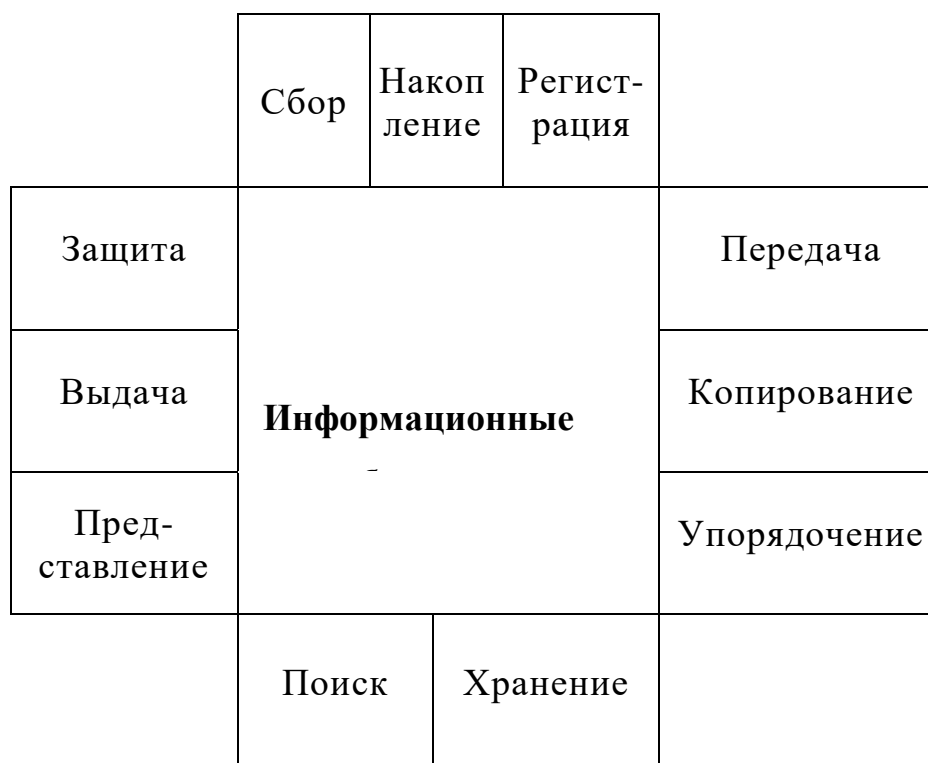 Сбор
Накоп
ление
Регист-
рация
Защита
Передача
Выдача
Копирование
Информационные
Пред-
ставление
Упорядочение
Поиск
Хранение